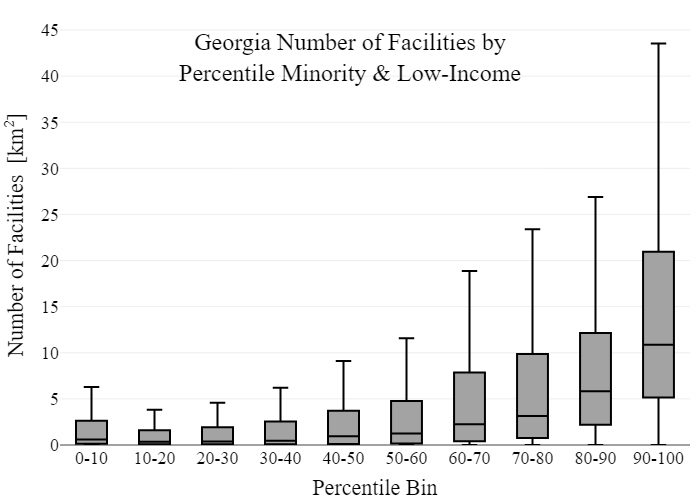 Georgia Number of Facilities by
Percentile Minority & Low-Income
Number of Facilities [km²]
45
40
35
30
25
20
15
10
5
0
0-10 10-20 20-30 30-40 40-50 50-60 60-70 70-80 80-90 90-100
Percentile Bin